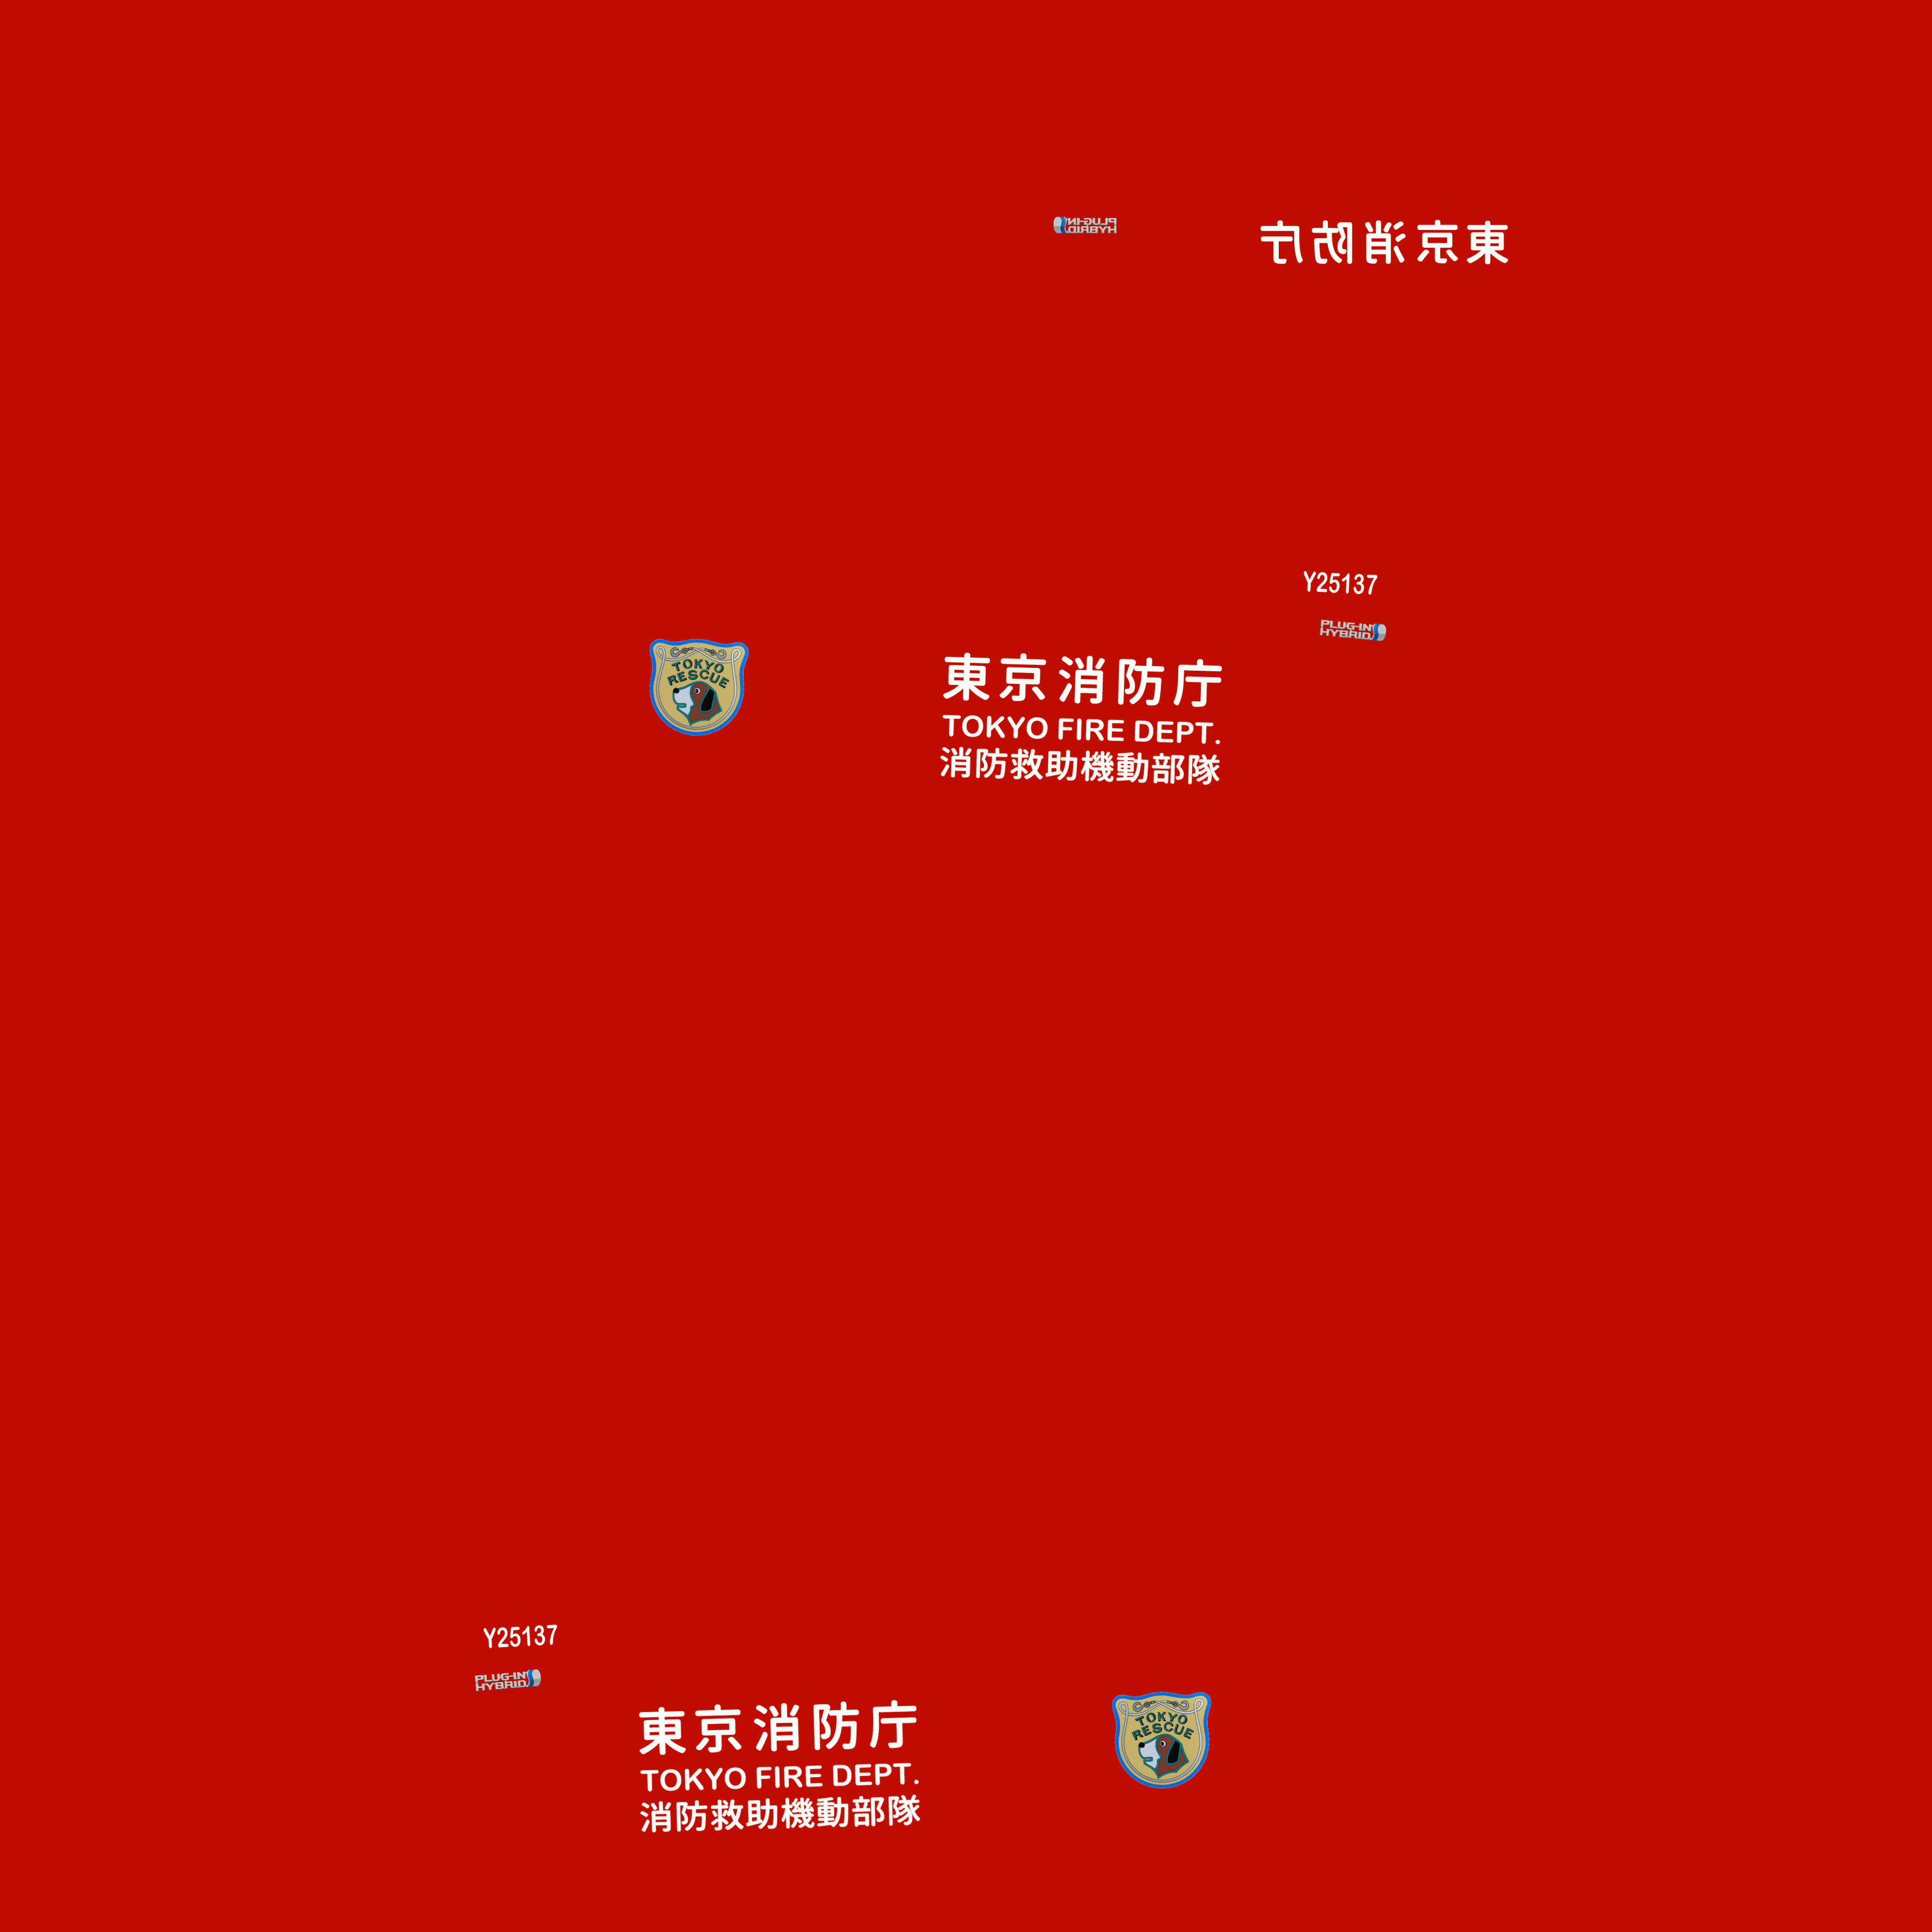 PLUG-IN
HYBRID
東京消防庁
Y25137
PLUG-IN
HYBRID
TOKYO
RESCUE
東京消防庁
TOKYO FIRE DEPT.
消防救助機動部隊
Y25137
PLUG-IN
HYBRID
東京消防庁
TOKYO FIRE DEPT.
消防救助機動部隊
TOKYO
RESCUE